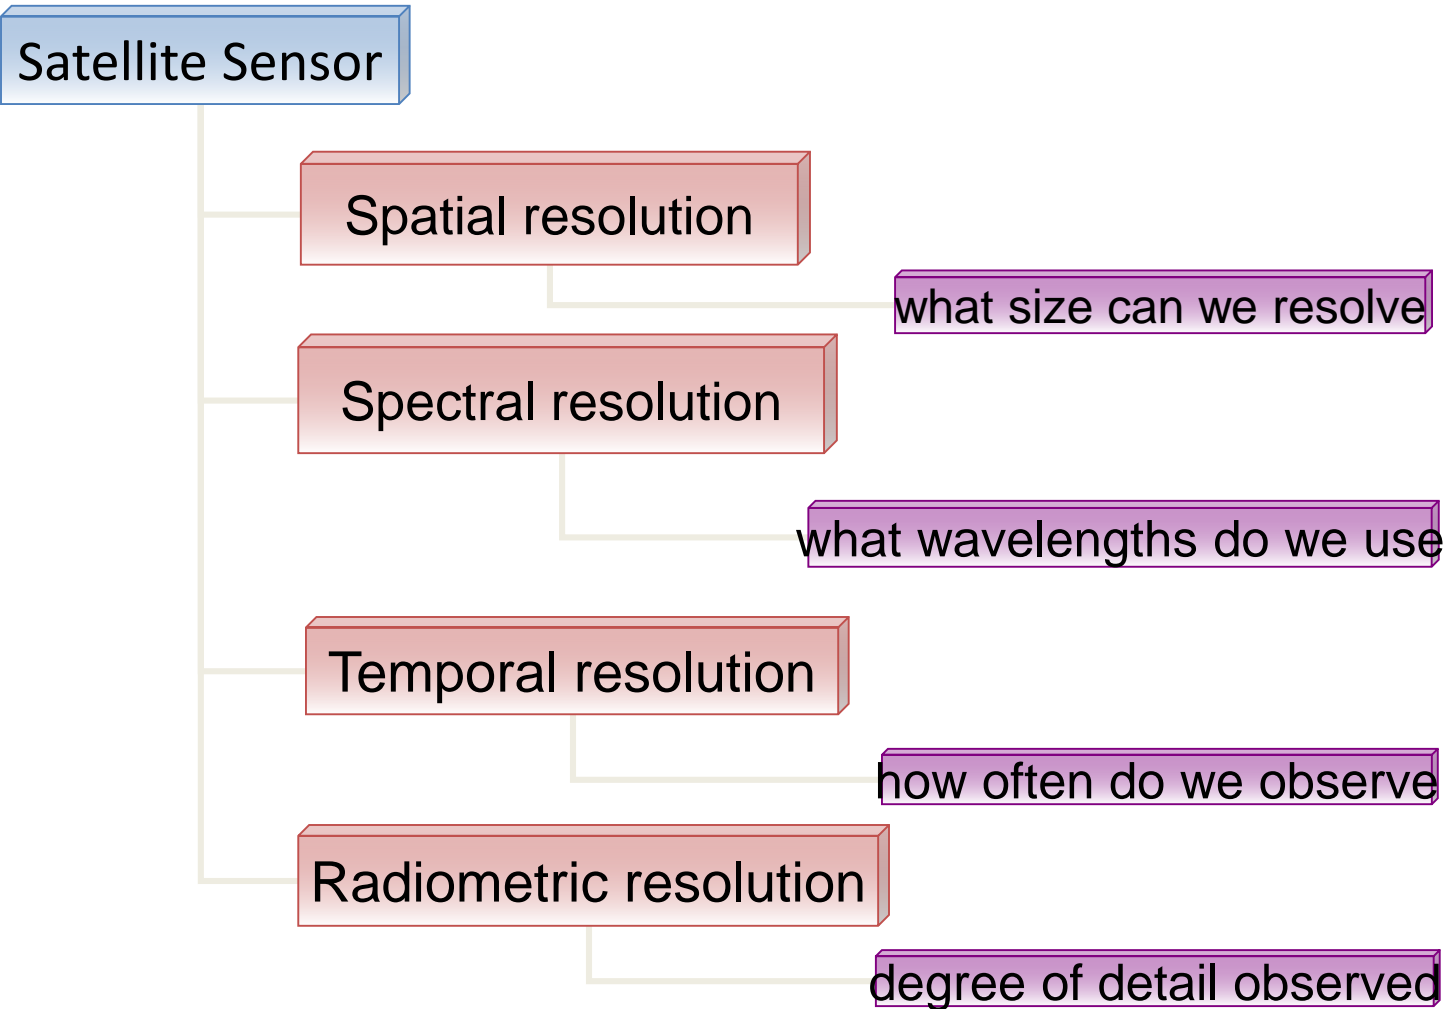 Satellite Sensor
Spatial resolution
what size can we resolve
Spectral resolution
what wavelengths do we use
Temporal resolution
how often do we observe
Radiometric resolution
degree of detail observed